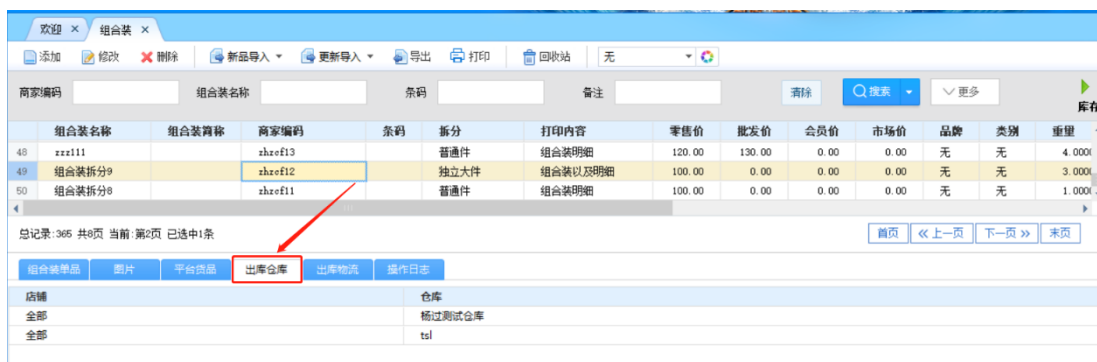 欢迎 × 组合装 ×
添加 修改 删除 新品导入 更新导入 导出 打印 回收站 无
商家编码 组合装名称 条码 备注 清除 搜索 更多
库存
组合装名称 组合装简称 商家编码 条码 拆分 打印内容 零售价 批发价 会员价 市场价 品牌 类别 重量
48 zzz111 zhzcf13 普通件 组合装明细 120.00 130.00 0.00 0.00 无 无 4.000
49 组合装拆分9 zhzcf12 独立大件 组合装以及明细 100.00 0.00 0.00 0.00 无 无 3.000
50 组合装拆分8 zhzcf11 普通件 组合装明细 100.00 0.00 0.00 0.00 无 无 1.000
总记录:365 共8页 当前:第2页 已选中1条 首页 《上一页 下一页》 末页
组合装单品 图片 平台货品 出库仓库 出库物流 操作日志
店铺 仓库
全部 杨过测试仓库
全部 tsl